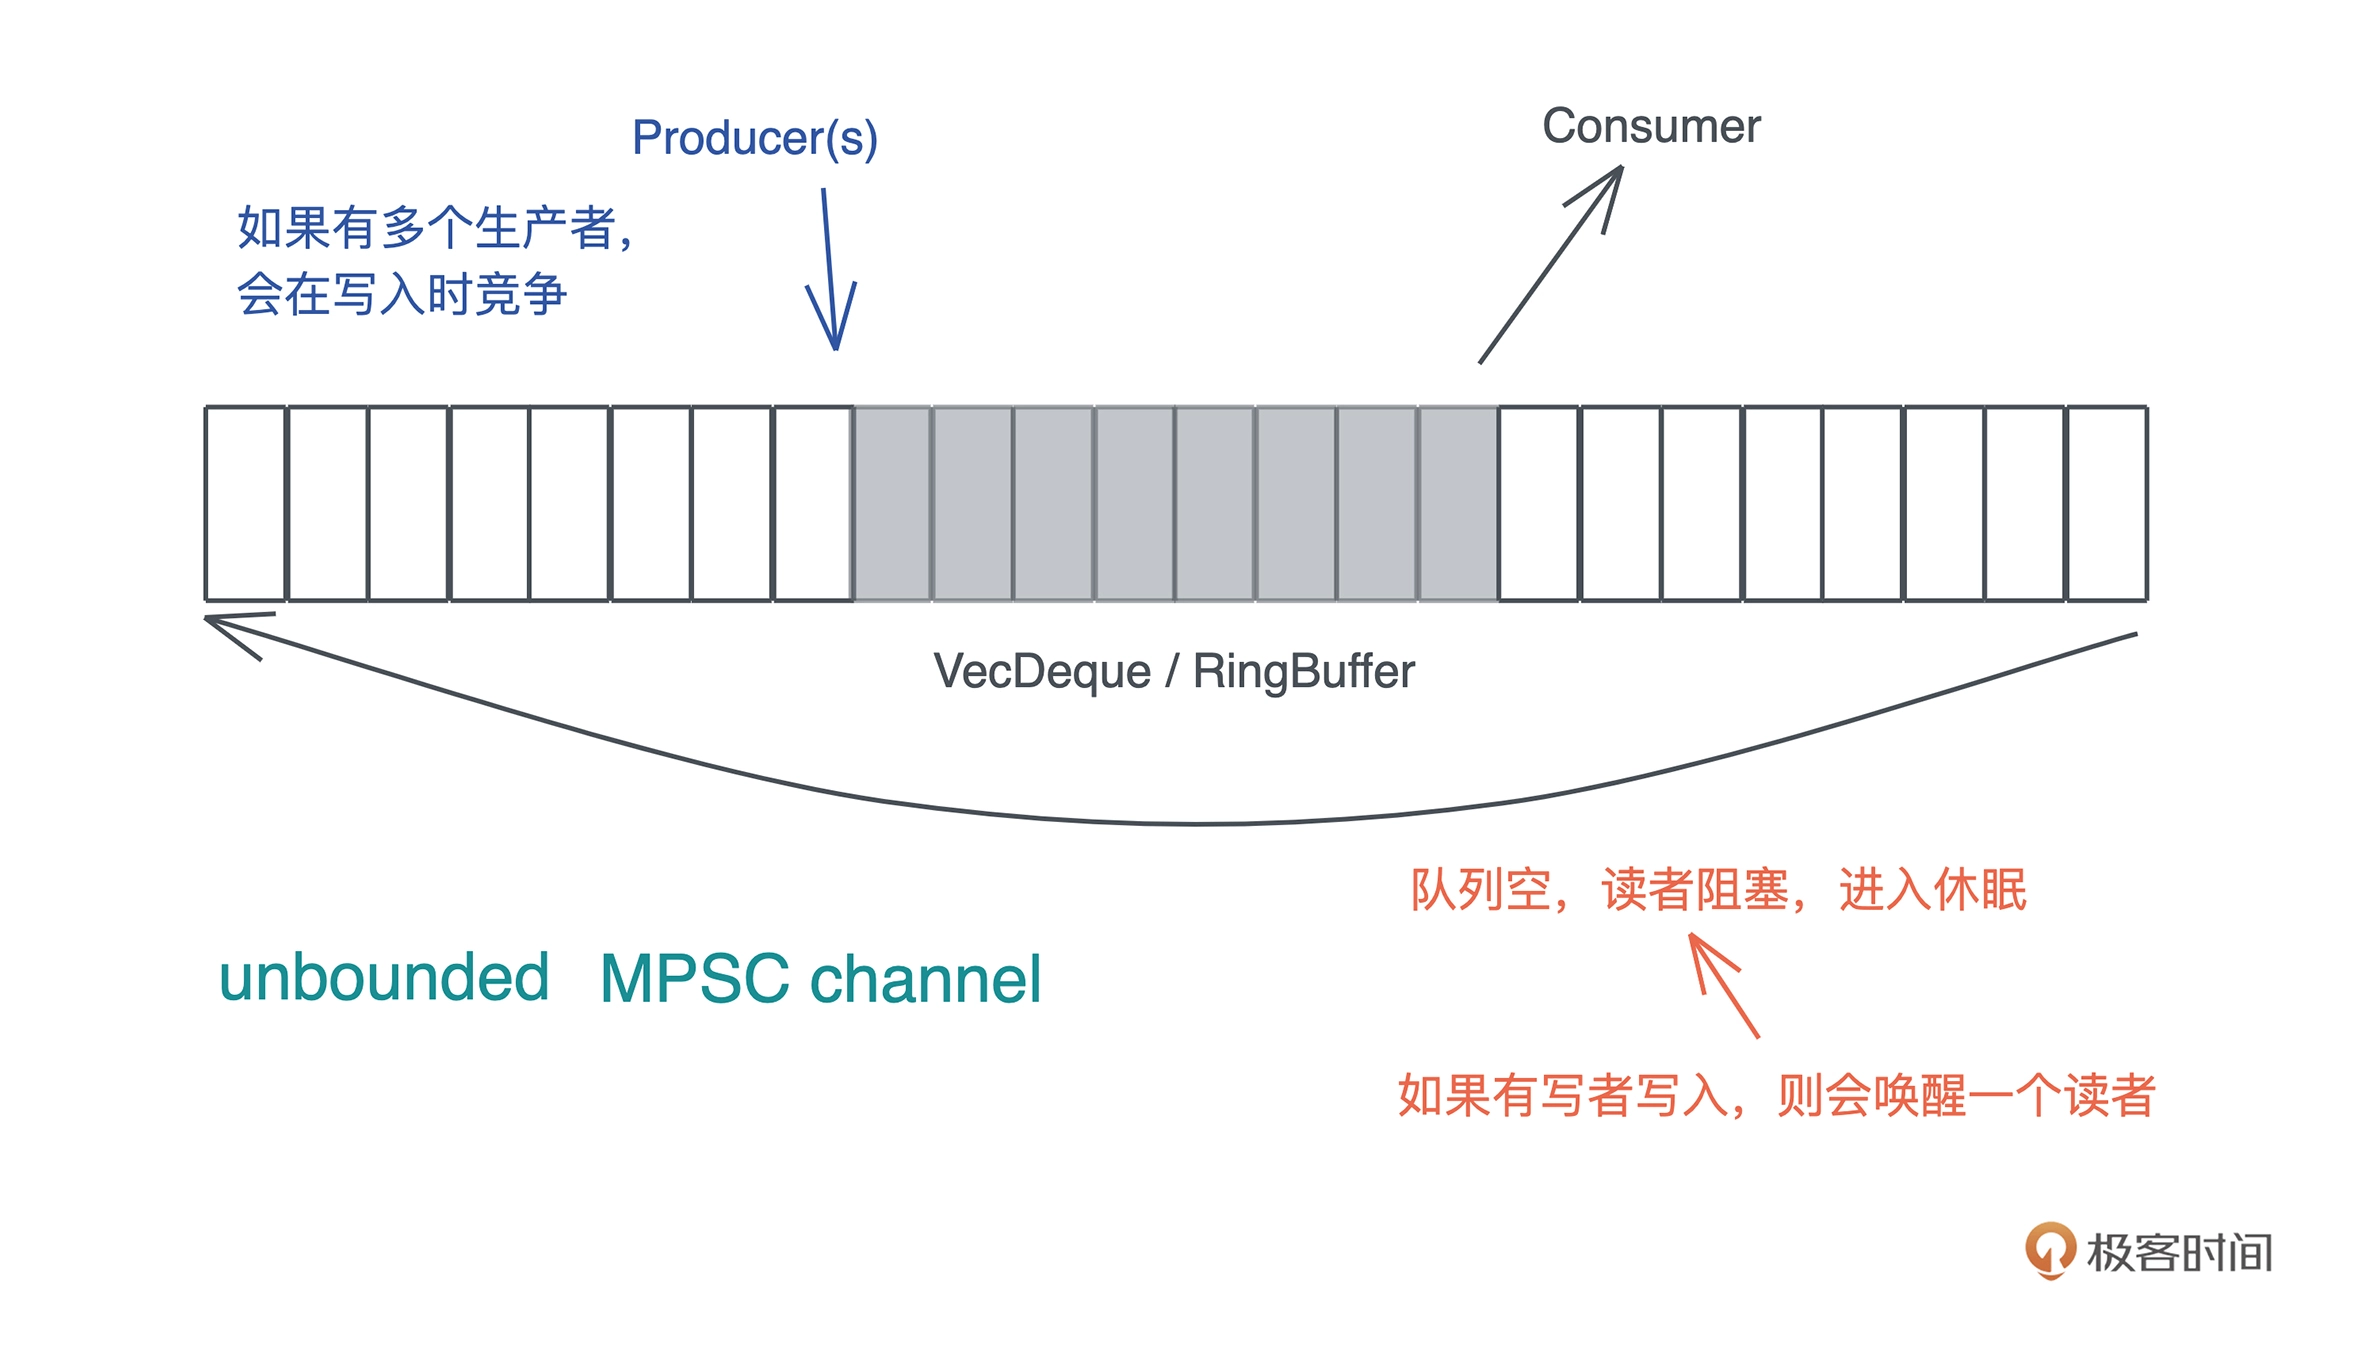 Producer(s)
Consumer
如果有多个生产者，
会在写入时竞争
VecDeque / RingBuffer
队列空，读者阻塞，进入休眠
unbounded MPSC channel
如果有写者写入，则会唤醒一个读者
极客时间